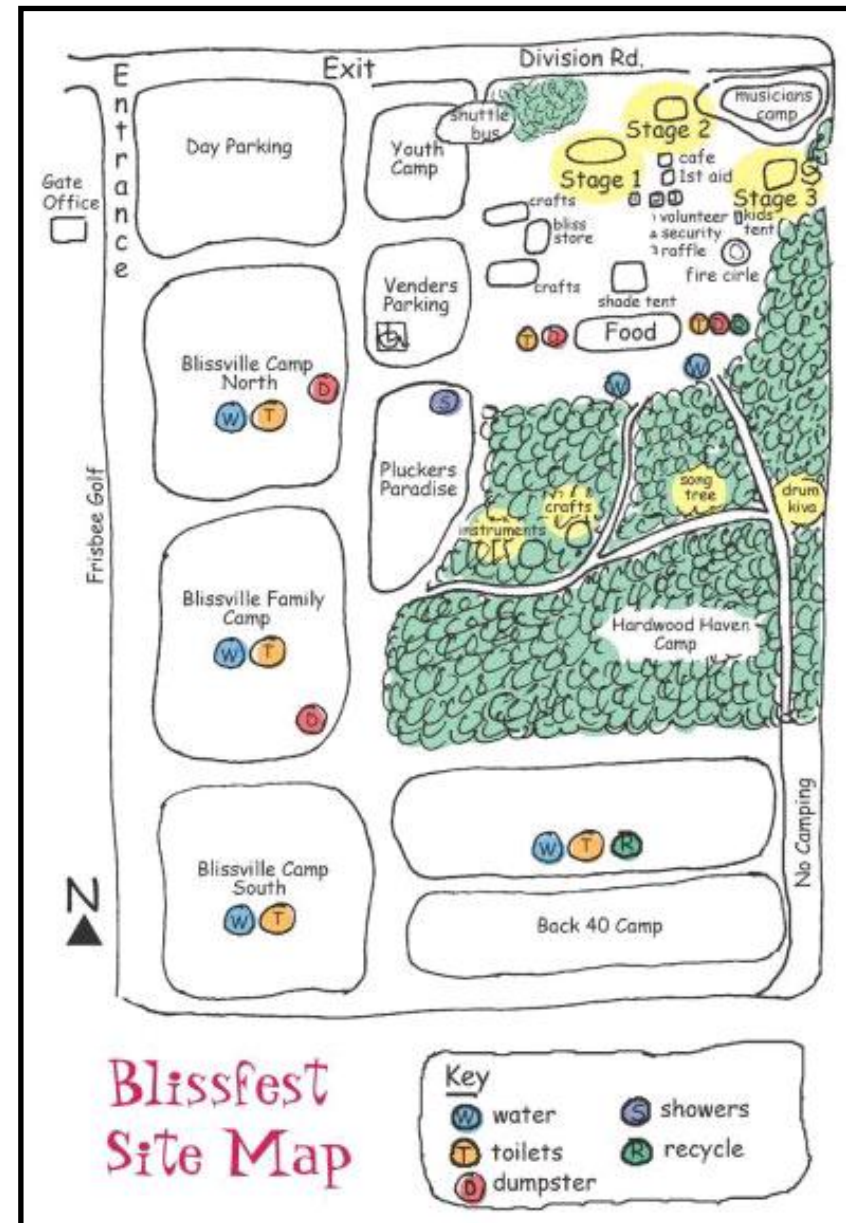 Division Rd.
Exit
Entrance
shuttle
bus
musicians
camp
Stage 2
Day Parking
Youth
Camp
cafe
1st aid
Stage 1
Stage 3
Gate
Office
crafts
bliss
store
volunteer
security
raffle
kids
tent
fire cirle
crafts
shade tent
Venders
Parking
T D
Food
T D R
W
W
Blissville Camp
North
D
W T
S
Pluckers
Paradise
song
tree
drum
kiva
crafts
instruments
Frisbee Golf
Blissville Family
Camp
W T
D
Hardwood Haven
Camp
W T R
No Camping
Blissville Camp
South
W T
Back 40 Camp
N
Blissfest
Site Map
Key
W water
T toilets
D dumpster
S showers
R recycle